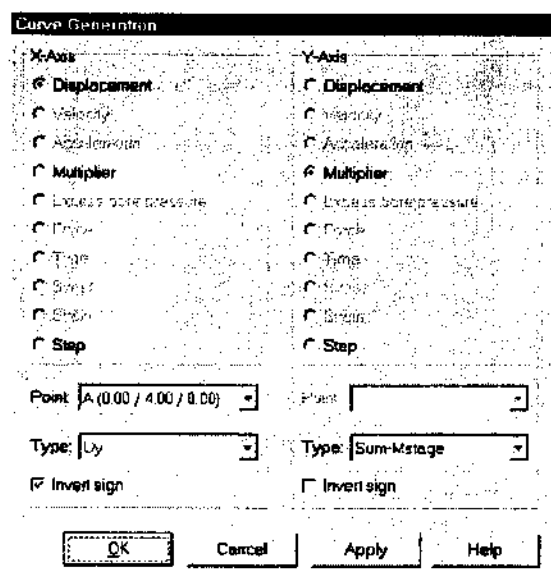 Curve Generation
X-Axis
Displacement
Velocity
Acceleration
Multiplier
Excess pore pressure
Force
Time
Stress
Strain
Step
Point: A (0.00 / 4.00 / 0.00)
Type: Uy
Invert sign
Y-Axis
Displacement
Velocity
Acceleration
Multiplier
Excess pore pressure
Force
Time
Stress
Strain
Step
Point:
Type: Sum-Mstage
Invert sign
OK
Cancel
Apply
Help